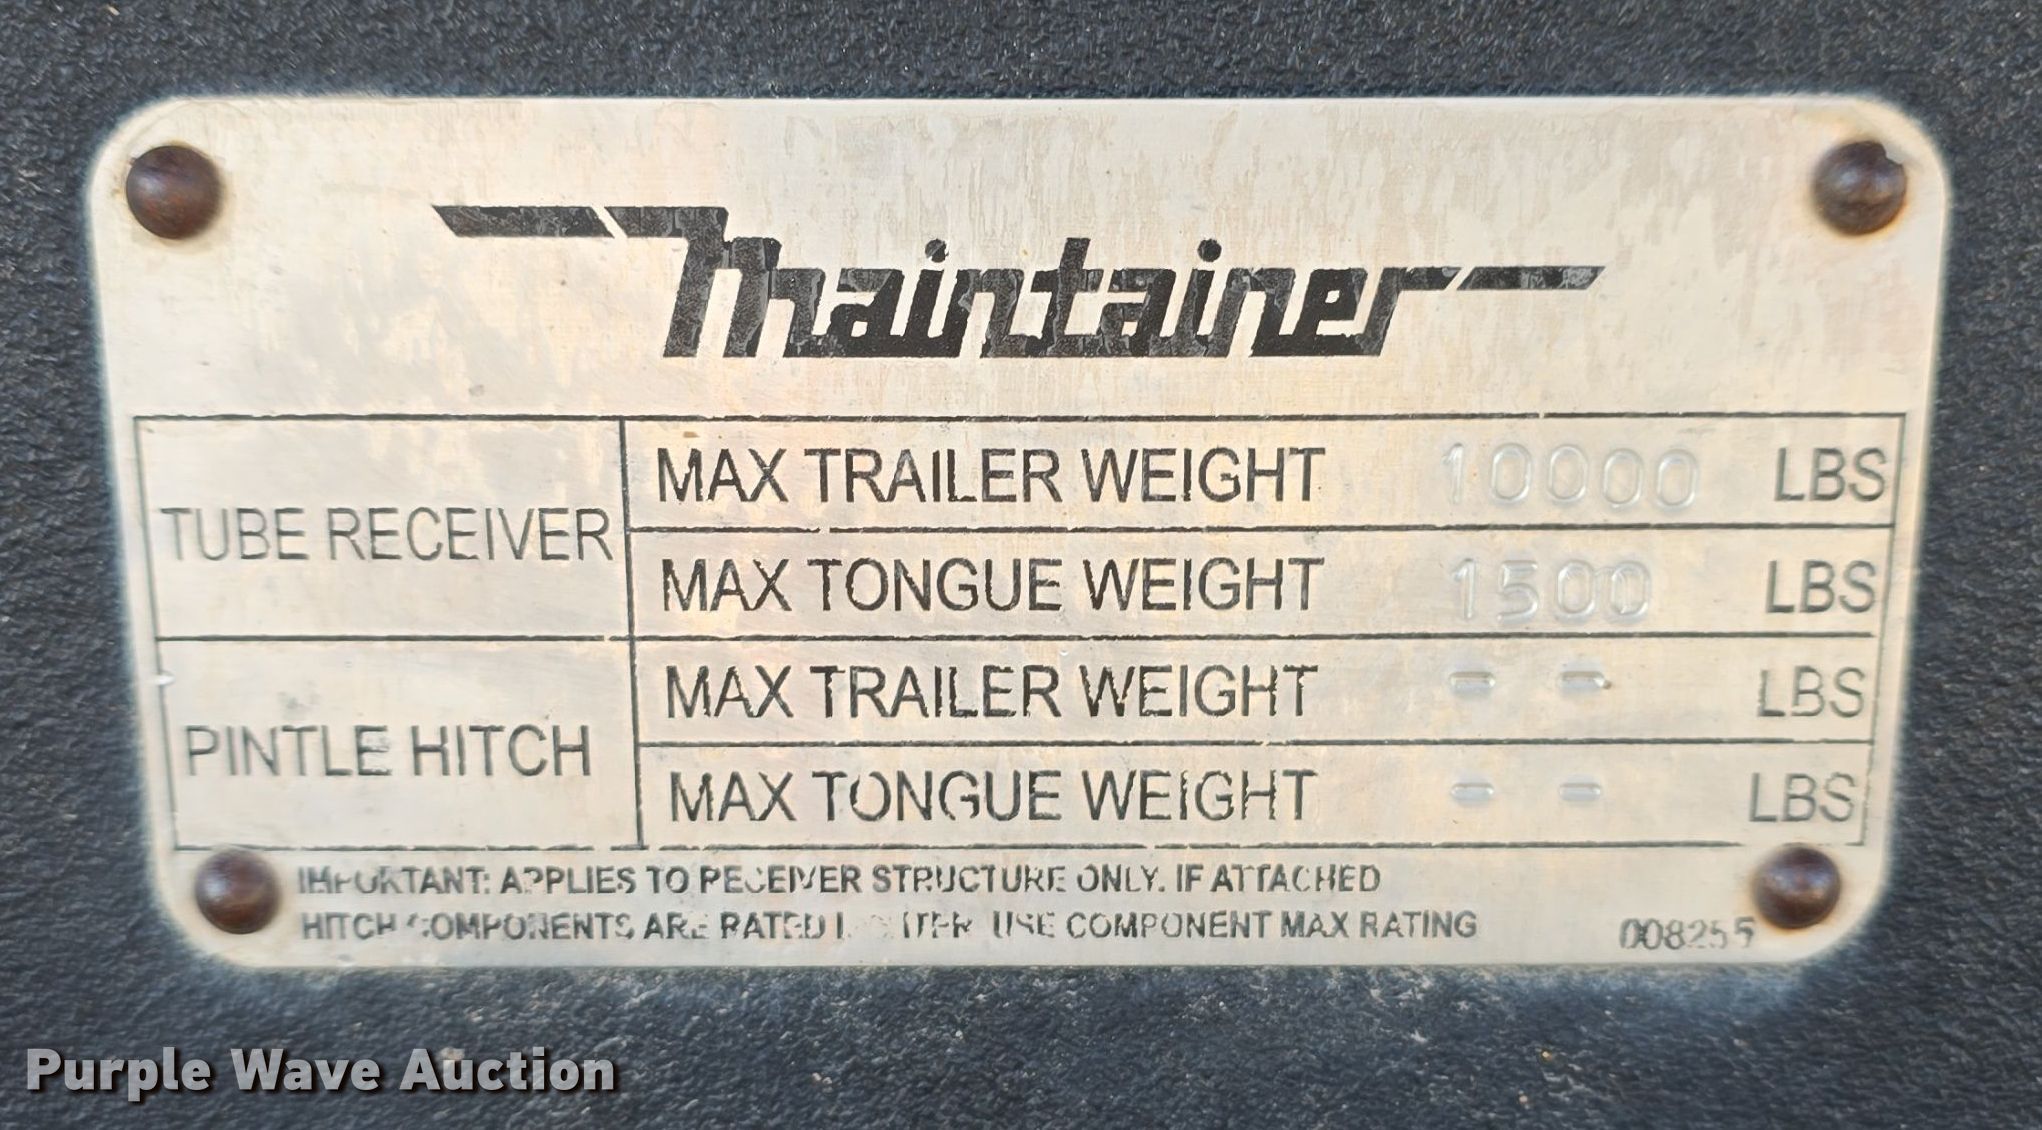 maintainer
TUBE RECEIVER
MAX TRAILER WEIGHT 10000 LBS
MAX TONGUE WEIGHT 1500 LBS
PINTLE HITCH
MAX TRAILER WEIGHT - - LBS
MAX TONGUE WEIGHT - - LBS
IMPORTANT: APPLIES TO RECEIVER STRUCTURE ONLY. IF ATTACHED
HITCH COMPONENTS ARE RATED USE COMPONENT MAX RATING
008255
Purple Wave Auction